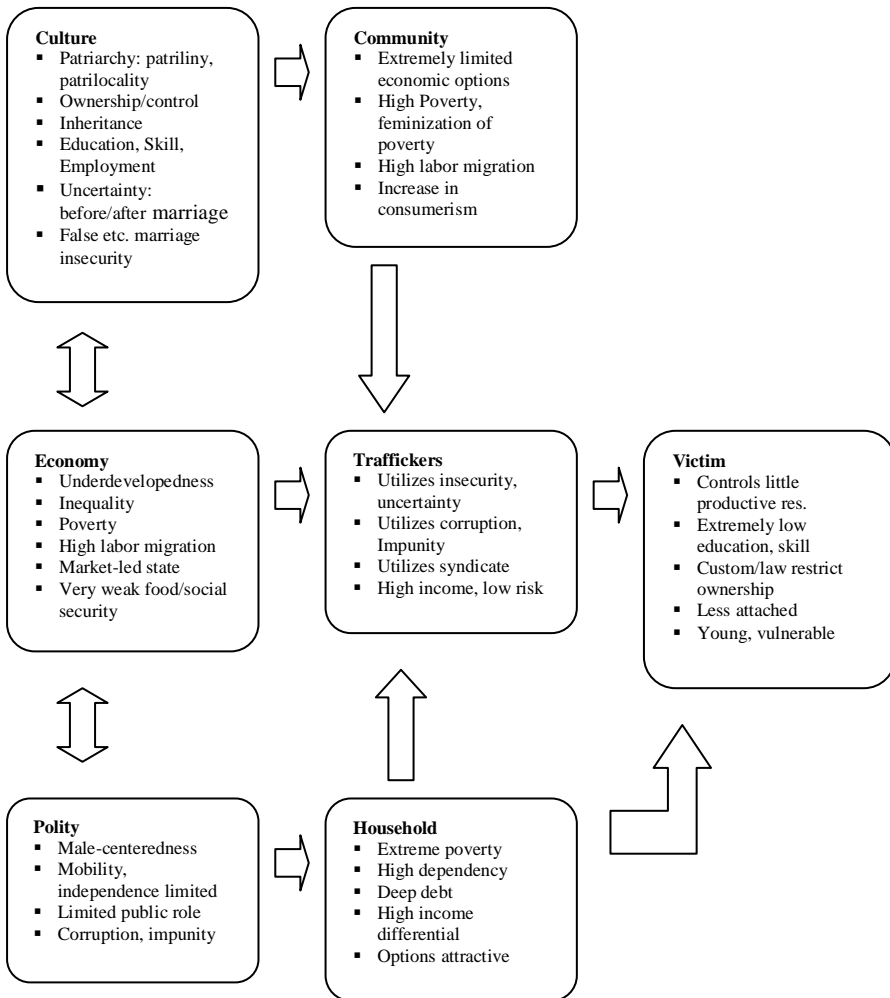 Culture
▪ Patriarchy: patriliny,
patrilocality
▪ Ownership/control
▪ Inheritance
▪ Education, Skill,
Employment
▪ Uncertainty:
before/after marriage
▪ False etc. marriage
insecurity
Community
▪ Extremely limited
economic options
▪ High Poverty,
feminization of
poverty
▪ High labor migration
▪ Increase in
consumerism
Economy
▪ Underdevelopedness
▪ Inequality
▪ Poverty
▪ High labor migration
▪ Market-led state
▪ Very weak food/social
security
Traffickers
▪ Utilizes insecurity,
uncertainty
▪ Utilizes corruption,
Impunity
▪ Utilizes syndicate
▪ High income, low risk
Victim
▪ Controls little
productive res.
▪ Extremely low
education, skill
▪ Custom/law restrict
ownership
▪ Less attached
▪ Young, vulnerable
Polity
▪ Male-centeredness
▪ Mobility,
independence limited
▪ Limited public role
▪ Corruption, impunity
Household
▪ Extreme poverty
▪ High dependency
▪ Deep debt
▪ High income
differential
▪ Options attractive